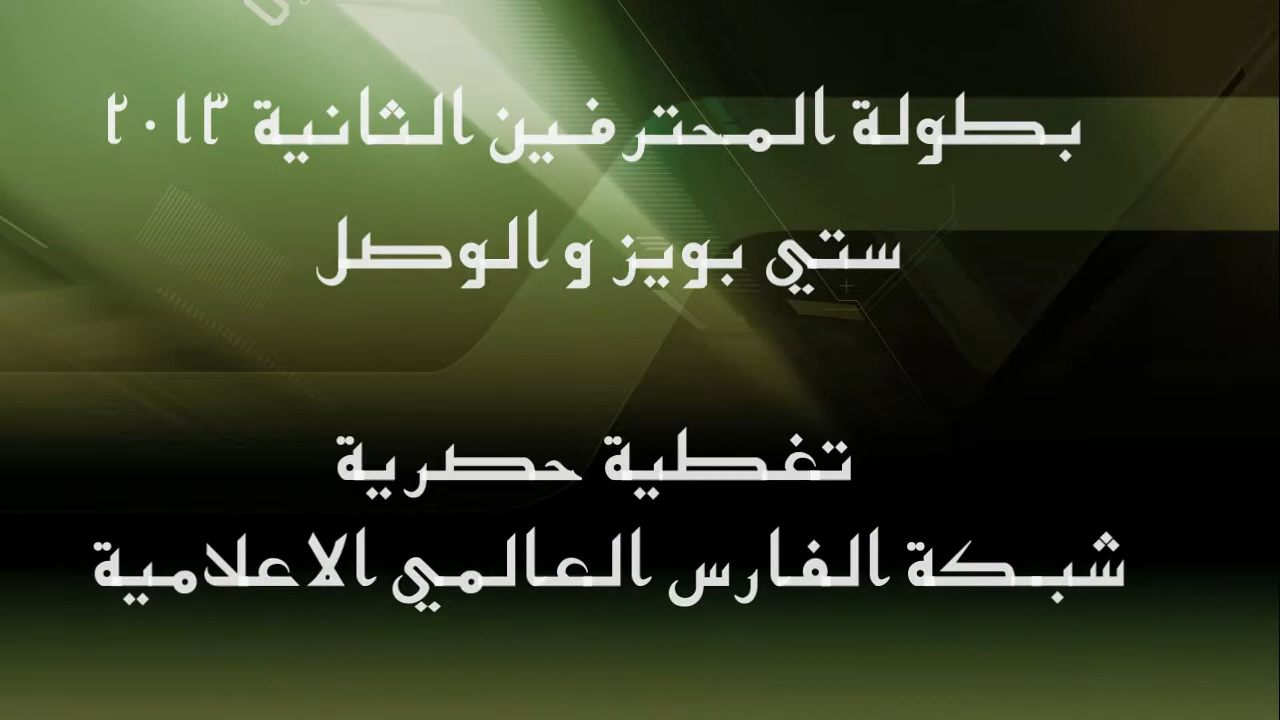 بطولة المحترفين الثانية ٢٠١٣
ستي بويز و الوصل
تغطية حصرية
شبكة الفارس العالمي الاعلامية